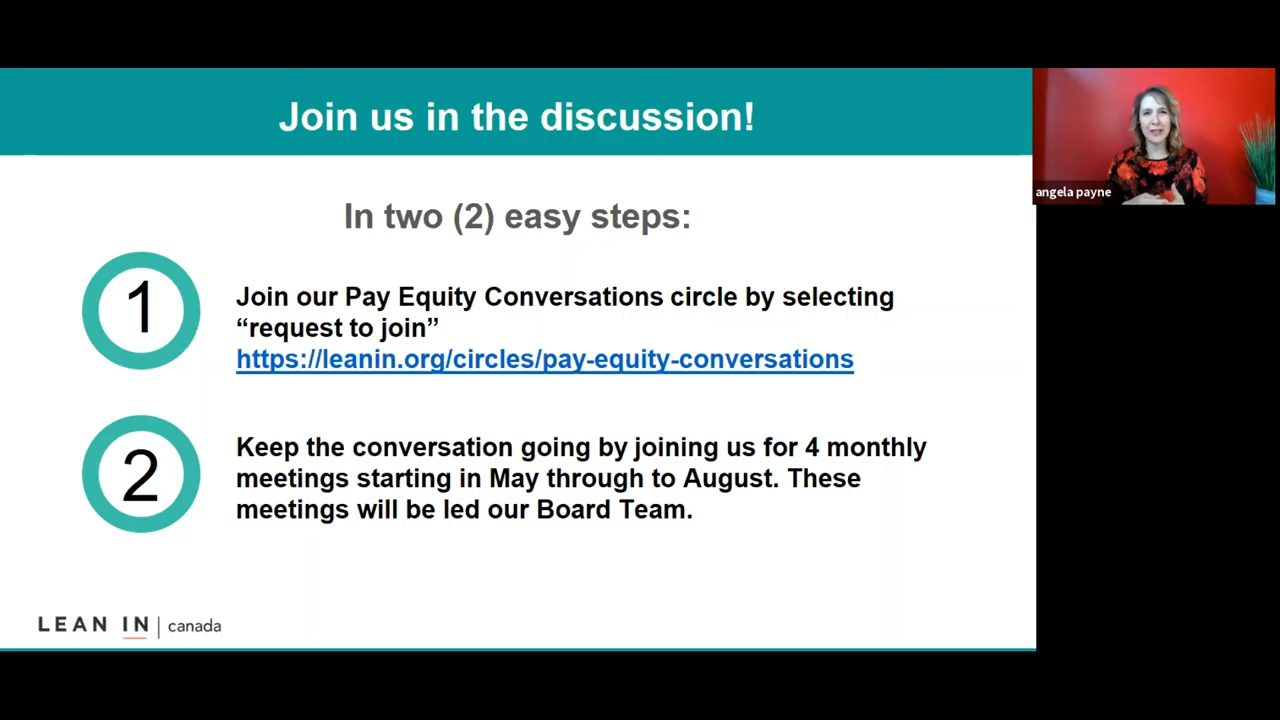 Join us in the discussion!
angela payne
In two (2) easy steps:
1
Join our Pay Equity Conversations circle by selecting
“request to join”
https://leanin.org/circles/pay-equity-conversations
2
Keep the conversation going by joining us for 4 monthly
meetings starting in May through to August. These
meetings will be led our Board Team.
LEAN IN | canada